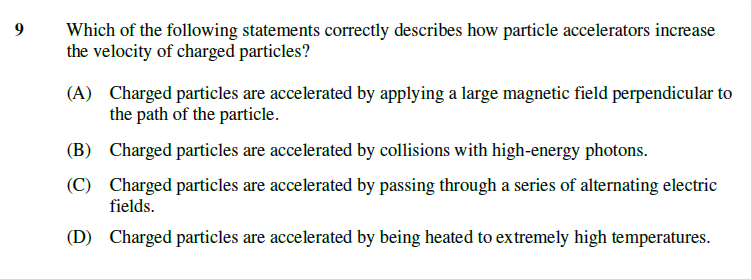 9 Which of the following statements correctly describes how particle accelerators increase
the velocity of charged particles?
(A) Charged particles are accelerated by applying a large magnetic field perpendicular to
the path of the particle.
(B) Charged particles are accelerated by collisions with high-energy photons.
(C) Charged particles are accelerated by passing through a series of alternating electric
fields.
(D) Charged particles are accelerated by being heated to extremely high temperatures.